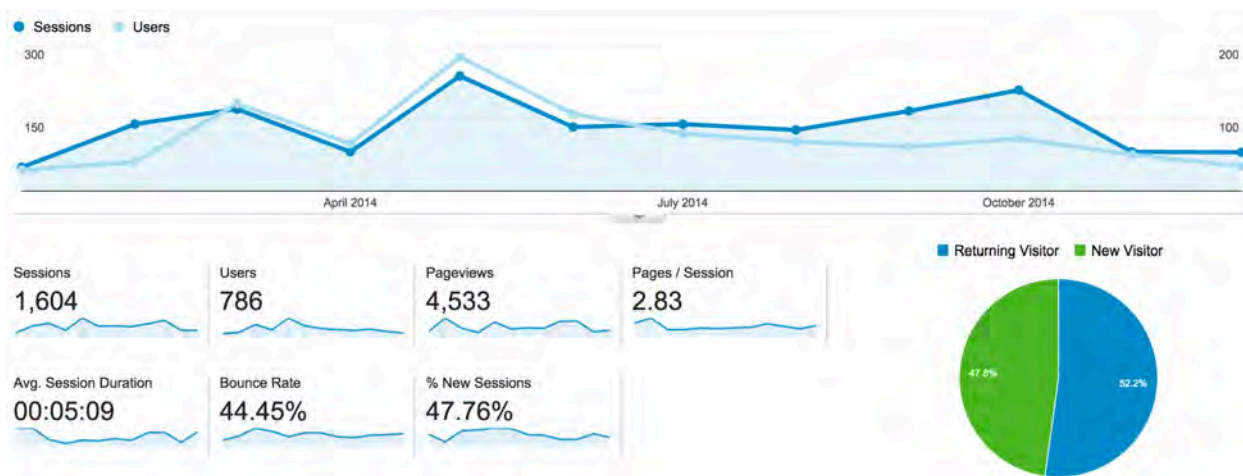 Sessions Users
300 200
150 100
April 2014 July 2014 October 2014
Returning Visitor New Visitor
Sessions Users Pageviews Pages / Session
1,604 786 4,533 2.83
47.8% 52.2%
Avg. Session Duration Bounce Rate % New Sessions
00:05:09 44.45% 47.76%